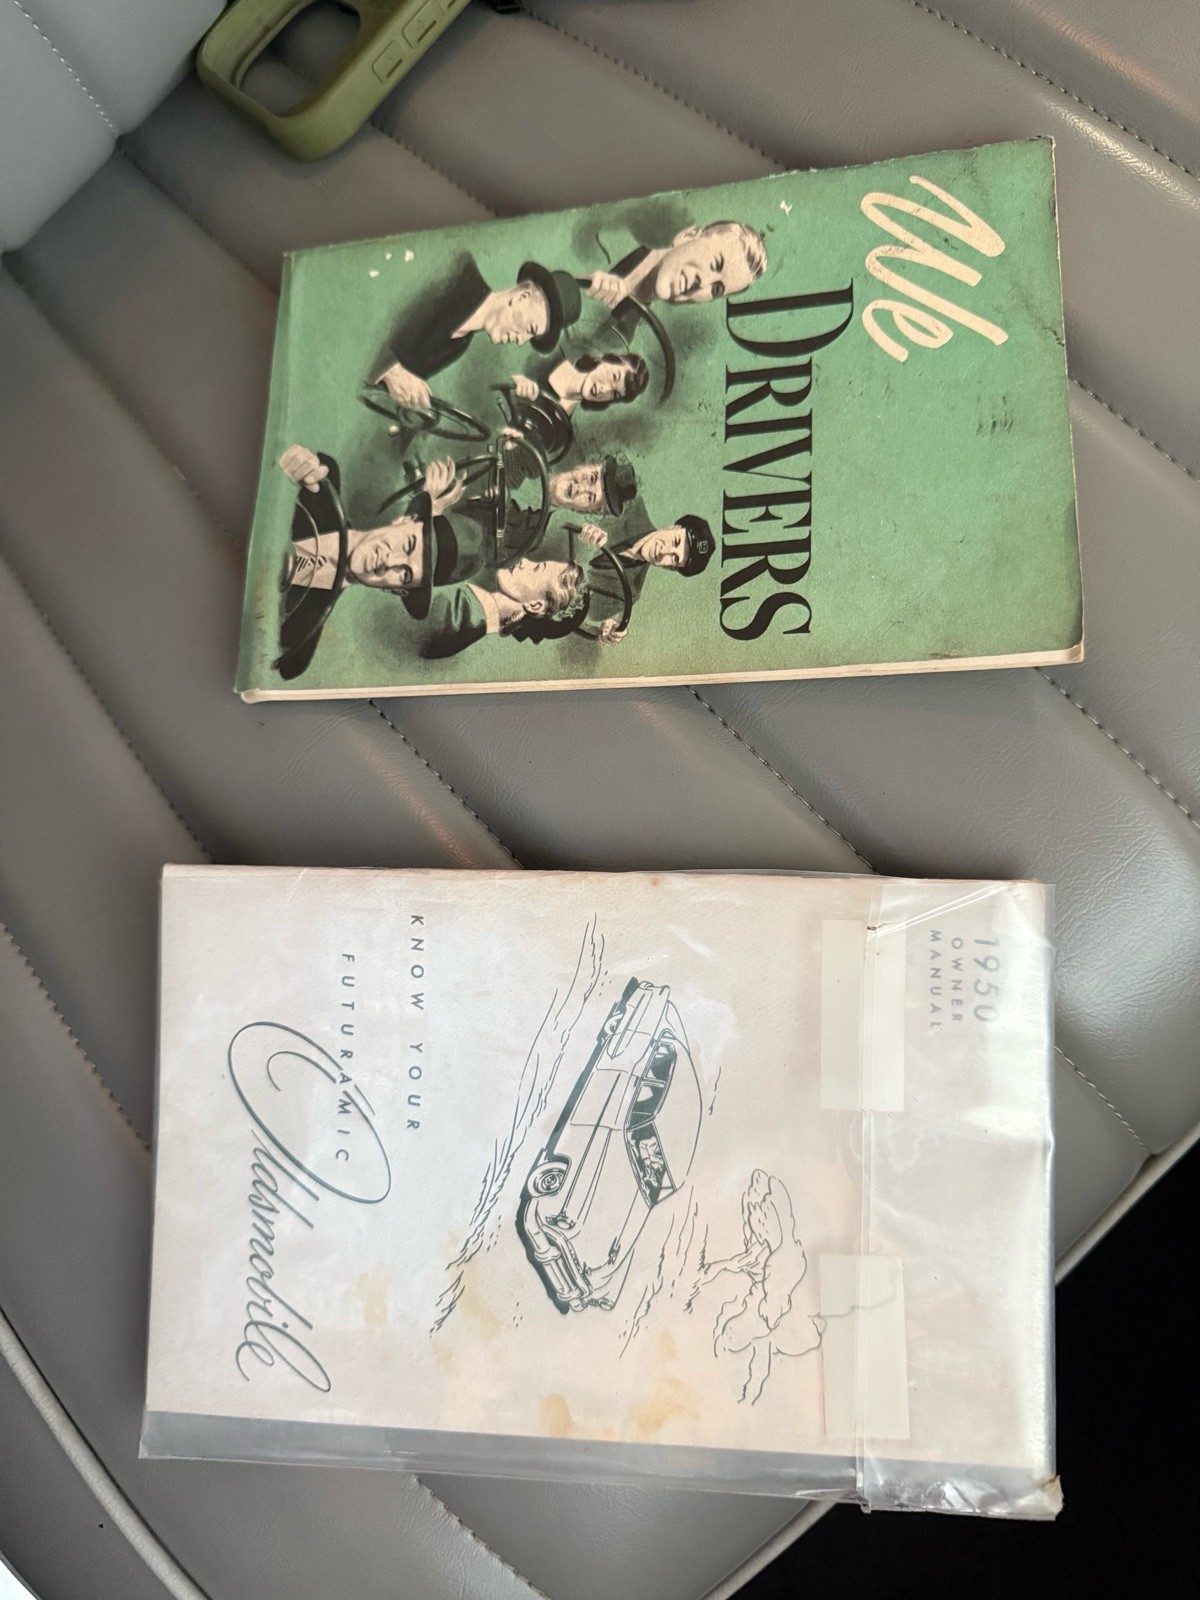 We
DRIVERS
1950
OWNER
MANUAL
KNOW YOUR
FUTURAMIC
Oldsmobile